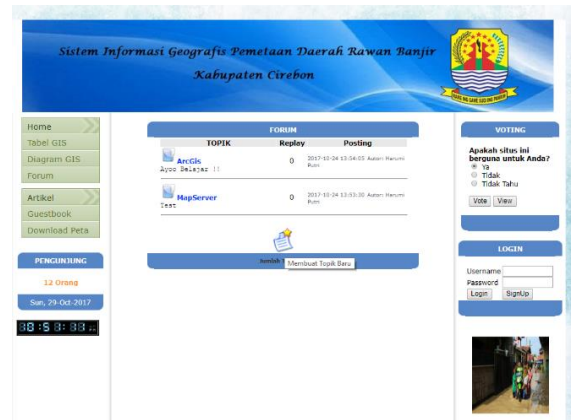 Sistem Informasi Geografis Pemetaan Daerah Rawan Banjir
Kabupaten Cirebon
Home
Tabel GIS
Diagram GIS
Forum
Artikel
Guestbook
Download Peta
PENGUNJUNG
12 Orang
Sun, 29-Oct-2017
FORUM
TOPIK Replay Posting
ArcGis 0 2017-10-24 13:54:03 Autor: Harumi Putri
Ayoo Belajar !!
MapServer 0 2017-10-24 13:53:20 Autor: Harumi Putri
Test
Jumlah
Membuat Topik Baru
VOTING
Apakah situs ini
berguna untuk Anda?
Ya
Tidak
Tidak Tahu
Vote View
LOGIN
Username
Password
Login SignUp